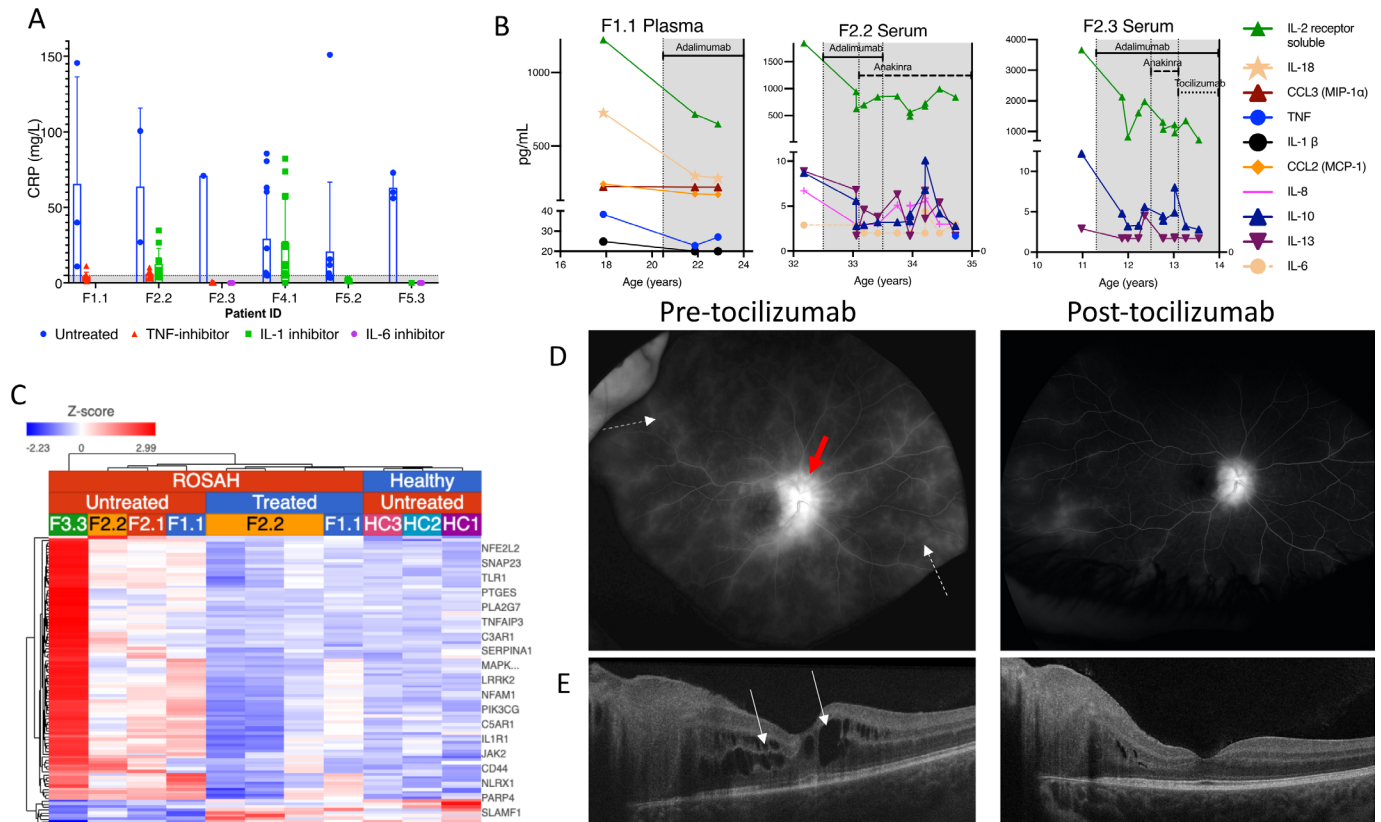 A
CRP (mg/L)
150
100
50
0
F1.1 F2.2 F2.3 F4.1 F5.2 F5.3
Patient ID
Untreated TNF-inhibitor IL-1 inhibitor IL-6 inhibitor
B
F1.1 Plasma
Adalimumab
pg/mL
1000
500
40
30
20
16 18 20 22 24
Age (years)
F2.2 Serum
Adalimumab
Anakinra
1500
1000
500
10
5
0
0
32 33 34 35
Age (years)
F2.3 Serum
Adalimumab
Anakinra
Tocilizumab
4000
3000
2000
1000
10
5
0
0
10 11 12 13 14
Age (years)
IL-2 receptor
soluble
IL-18
CCL3 (MIP-1α)
TNF
IL-1 β
CCL2 (MCP-1)
IL-8
IL-10
IL-13
IL-6
C
Z-score
-2.23 0 2.99
ROSAH Healthy
Untreated Treated Untreated
F3.3 F2.2 F2.1 F1.1 F2.2 F1.1 HC3 HC2 HC1
NFE2L2
SNAP23
TLR1
PTGES
PLA2G7
TNFAIP3
C3AR1
SERPINA1
MAPK...
LRRK2
NFAM1
PIK3CG
C5AR1
IL1R1
JAK2
CD44
NLRX1
PARP4
SLAMF1
Pre-tocilizumab Post-tocilizumab
D
E